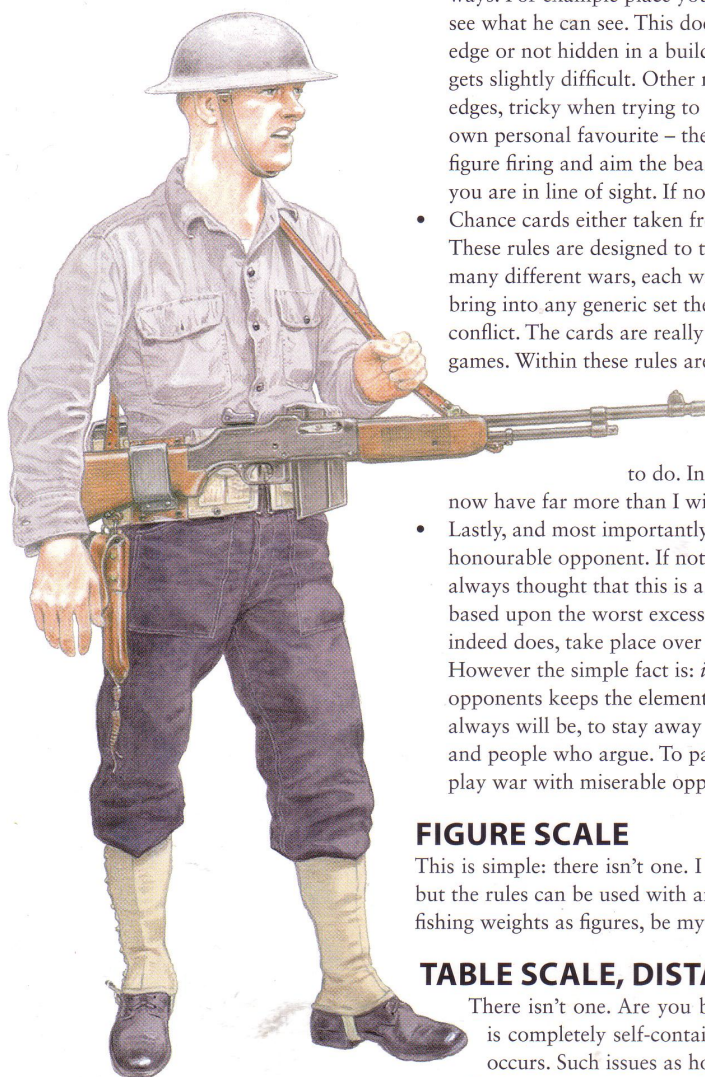 ways. For example place you
see what he can see. This doe
edge or not hidden in a build
gets slightly difficult. Other r
edges, tricky when trying to
own personal favourite – the
figure firing and aim the bea
you are in line of sight. If no
• Chance cards either taken fr
These rules are designed to t
many different wars, each w
bring into any generic set the
conflict. The cards are really
games. Within these rules are
to do. In
now have far more than I wi
• Lastly, and most importantly
honourable opponent. If not
always thought that this is a
based upon the worst excess
indeed does, take place over
However the simple fact is: i
opponents keeps the element
always will be, to stay away
and people who argue. To pa
play war with miserable opp
FIGURE SCALE
This is simple: there isn't one. I
but the rules can be used with a
fishing weights as figures, be my
TABLE SCALE, DISTA
There isn't one. Are you b
is completely self-contai
occurs. Such issues as ho